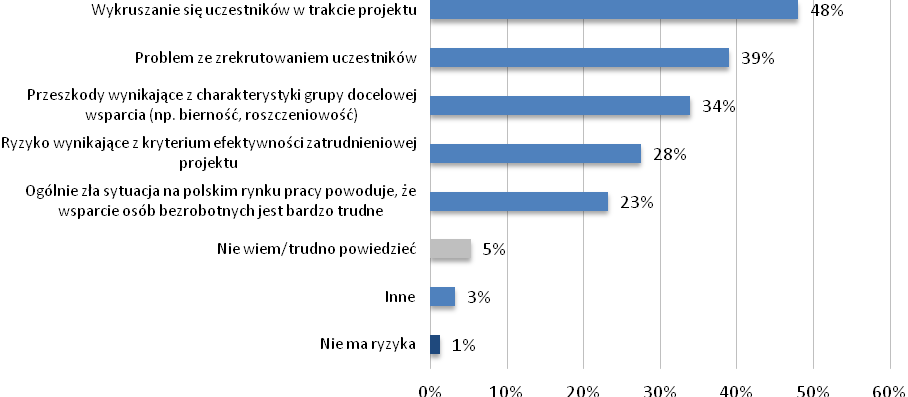 Wykruszanie się uczestników w trakcie projektu
48%
Problem ze zrekrutowaniem uczestników
39%
Przeszkody wynikające z charakterystyki grupy docelowej
wsparcia (np. bierność, roszczeniowość)
34%
Ryzyko wynikające z kryterium efektywności zatrudnieniowej
projektu
28%
Ogólnie zła sytuacja na polskim rynku pracy powoduje, że
wsparcie osób bezrobotnych jest bardzo trudne
23%
Nie wiem/trudno powiedzieć
5%
Inne
3%
Nie ma ryzyka
1%
0% 10% 20% 30% 40% 50% 60%